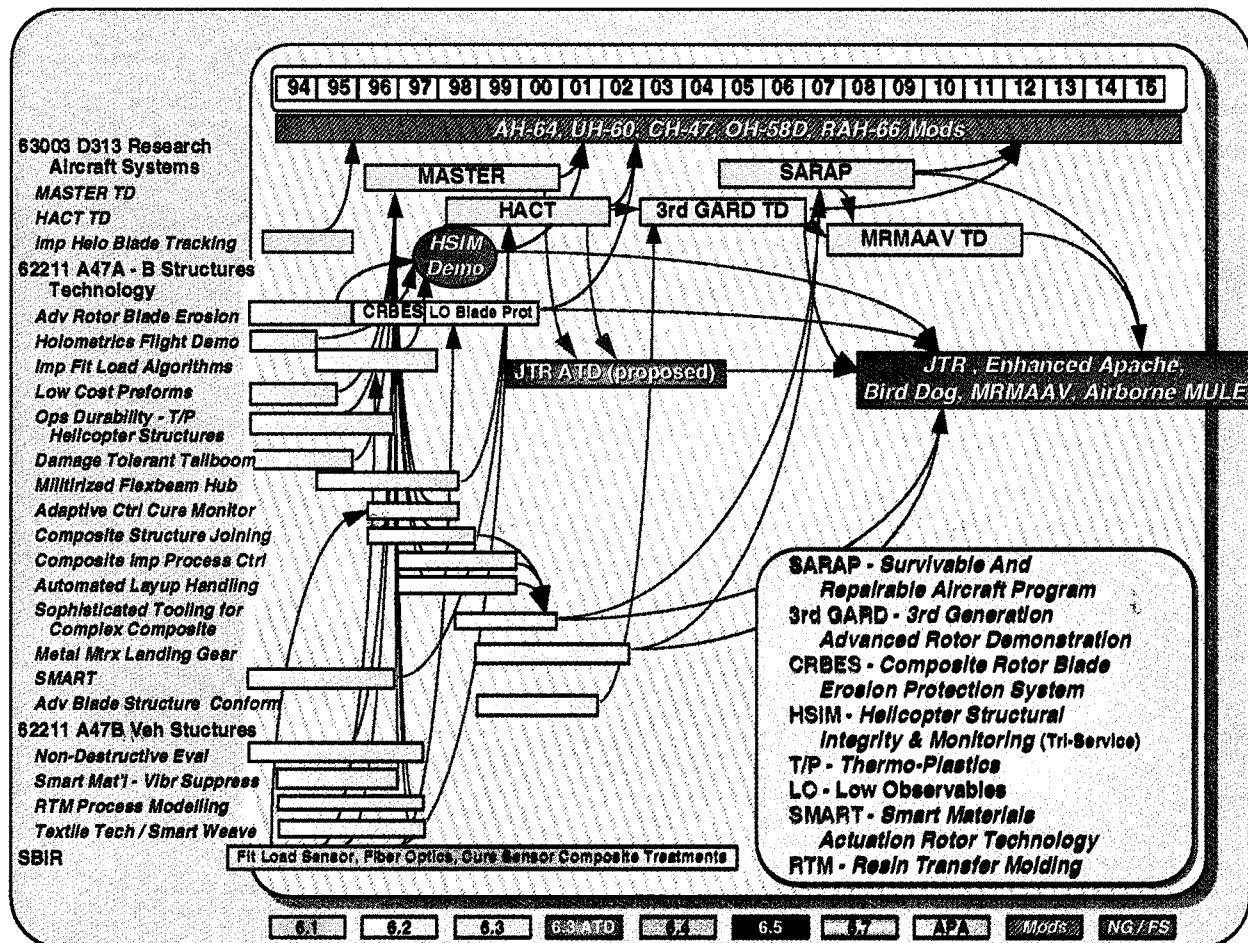 94 95 96 97 98 99 00 01 02 03 04 05 06 07 08 09 10 11 12 13 14 15
AH-64, UH-60, CH-47, OH-58D, RAH-66 Mods
63003 D313 Research
Aircraft Systems
MASTER TD
HACT TD
Imp Helo Blade Tracking
62211 A47A - B Structures
Technology
Adv Rotor Blade Erosion
Holometrics Flight Demo
Imp Flt Load Algorithms
Low Cost Preforms
Ops Durability - T/P
Helicopter Structures
Damage Tolerant Tailboom
Militirized Flexbeam Hub
Adaptive Ctrl Cure Monitor
Composite Structure Joining
Composite Imp Process Ctrl
Automated Layup Handling
Sophisticated Tooling for
Complex Composite
Metal Mtrx Landing Gear
SMART
Adv Blade Structure Conform
62211 A47B Veh Stuctures
Non-Destructive Eval
Smart Mat'l - Vibr Suppress
RTM Process Modelling
Textile Tech / Smart Weave
SBIR
MASTER
SARAP
HACT
3rd GARD TD
MRMAAV TD
HSIM
Demo
CRBES
LO Blade Prot
JTR ATD (proposed)
JTR , Enhanced Apache,
Bird Dog, MRMAAV, Airborne MULE
Flt Load Sensor, Fiber Optics, Cure Sensor Composite Treatments
SARAP - Survivable And
Repairable Aircraft Program
3rd GARD - 3rd Generation
Advanced Rotor Demonstration
CRBES - Composite Rotor Blade
Erosion Protection System
HSIM - Helicopter Structural
Integrity & Monitoring (Tri-Service)
T/P - Thermo-Plastics
LO - Low Observables
SMART - Smart Materials
Actuation Rotor Technology
RTM - Resin Transfer Molding
6.1
6.2
6.3
6.3 ATD
6.4
6.5
6.7
APA
Mods
NG / FS